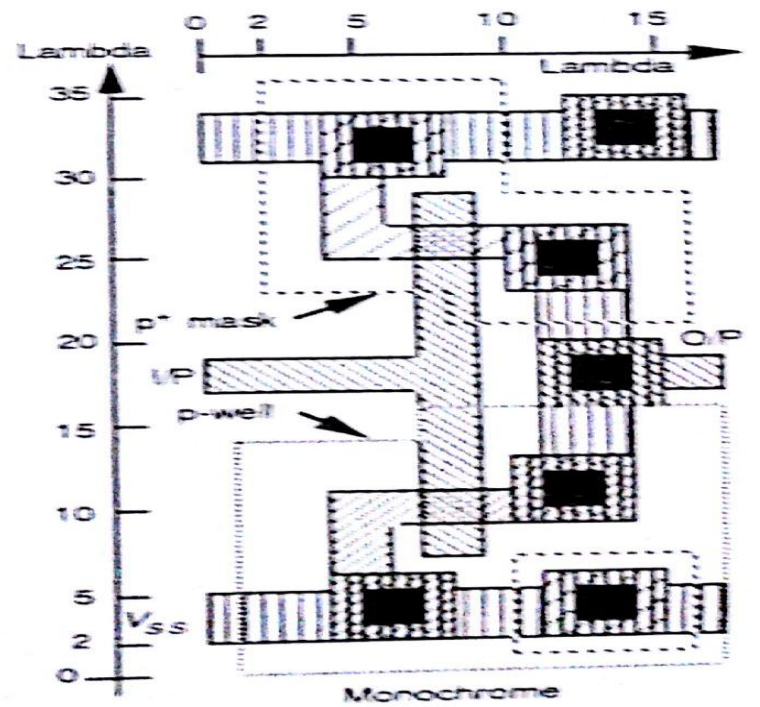 0 2 5 10 15
Lambda
Lambda
35
30
25
p+ mask
20
O/P
I/P
p-well
15
10
5
VSS
2
0
Monochrome